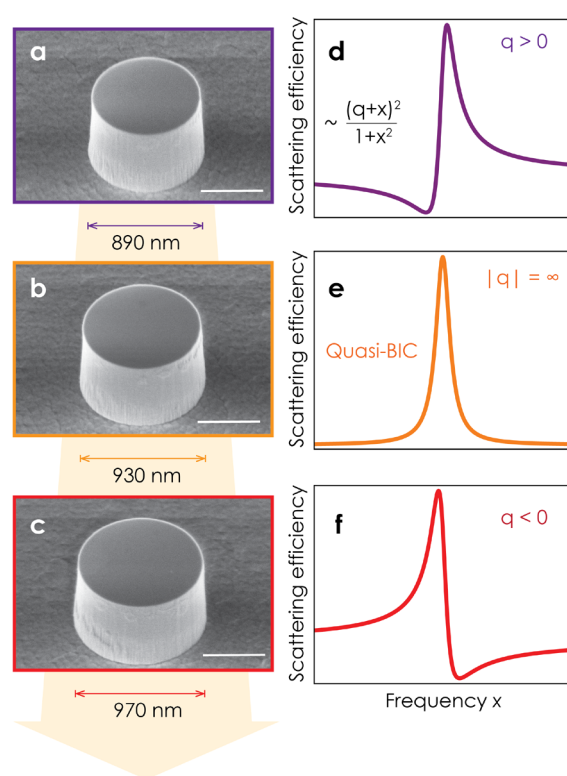 a
890 nm
b
930 nm
c
970 nm
d
q > 0
~ (q+x)²
1+x²
Scattering efficiency
e
|q| = ∞
Quasi-BIC
Scattering efficiency
f
q < 0
Scattering efficiency
Frequency x